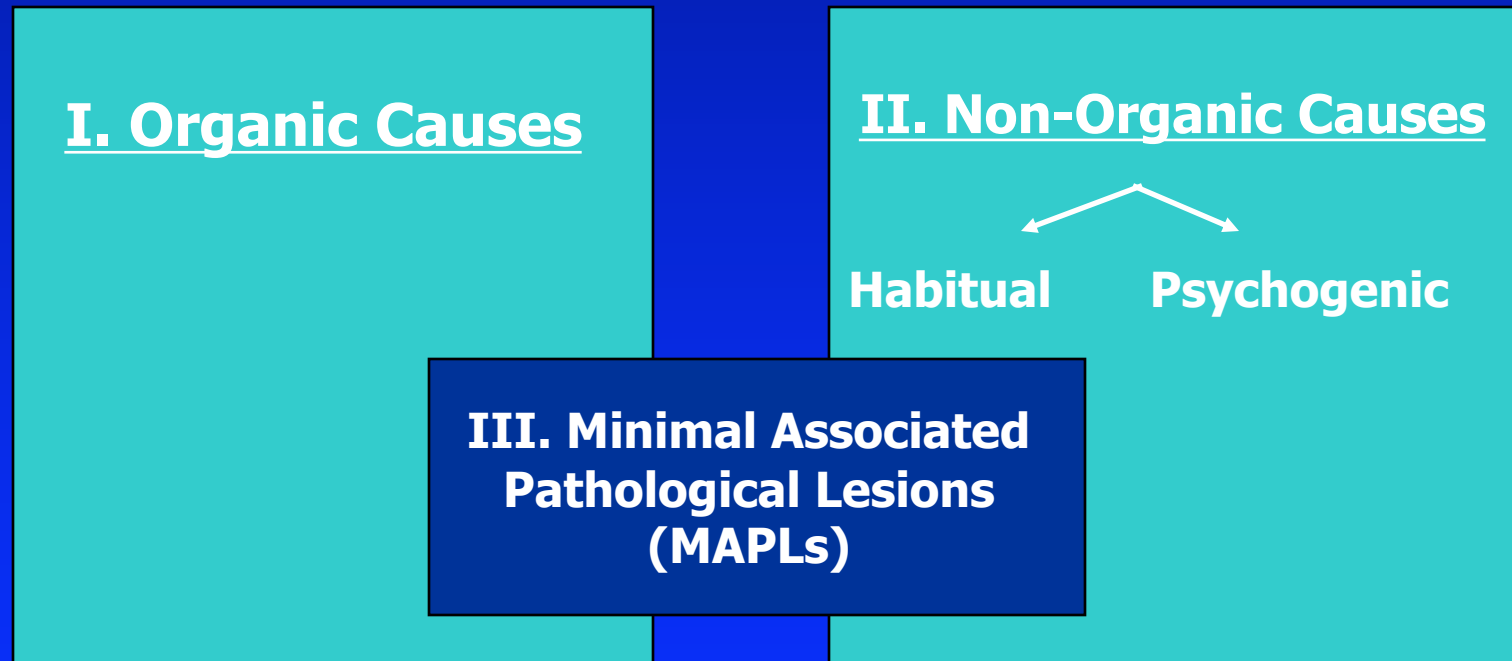 I. Organic Causes
II. Non-Organic Causes
Habitual
Psychogenic
III. Minimal Associated
Pathological Lesions
(MAPLs)